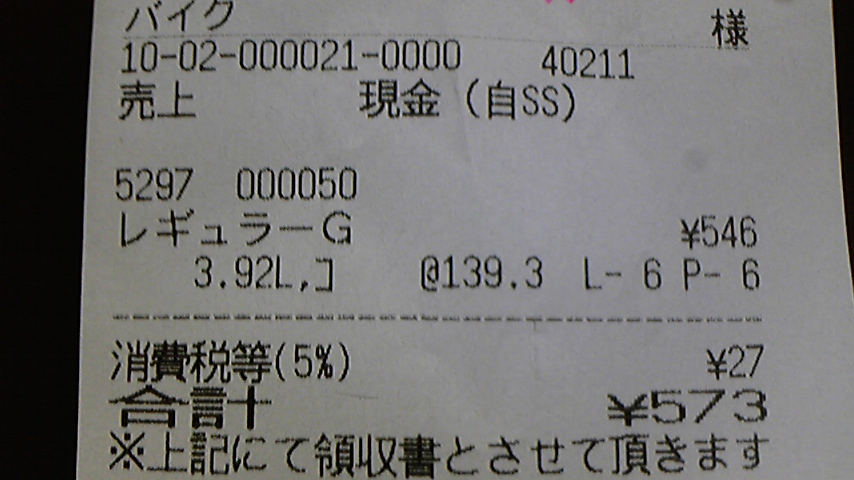 バイク 様
10-02-000021-0000 40211
売上 現金(自SS)
5297 000050
レギュラーG ¥546
3.92L,コ @139.3 L- 6 P- 6
消費税等(5%) ¥27
合計 ¥573
※上記にて領収書とさせて頂きます